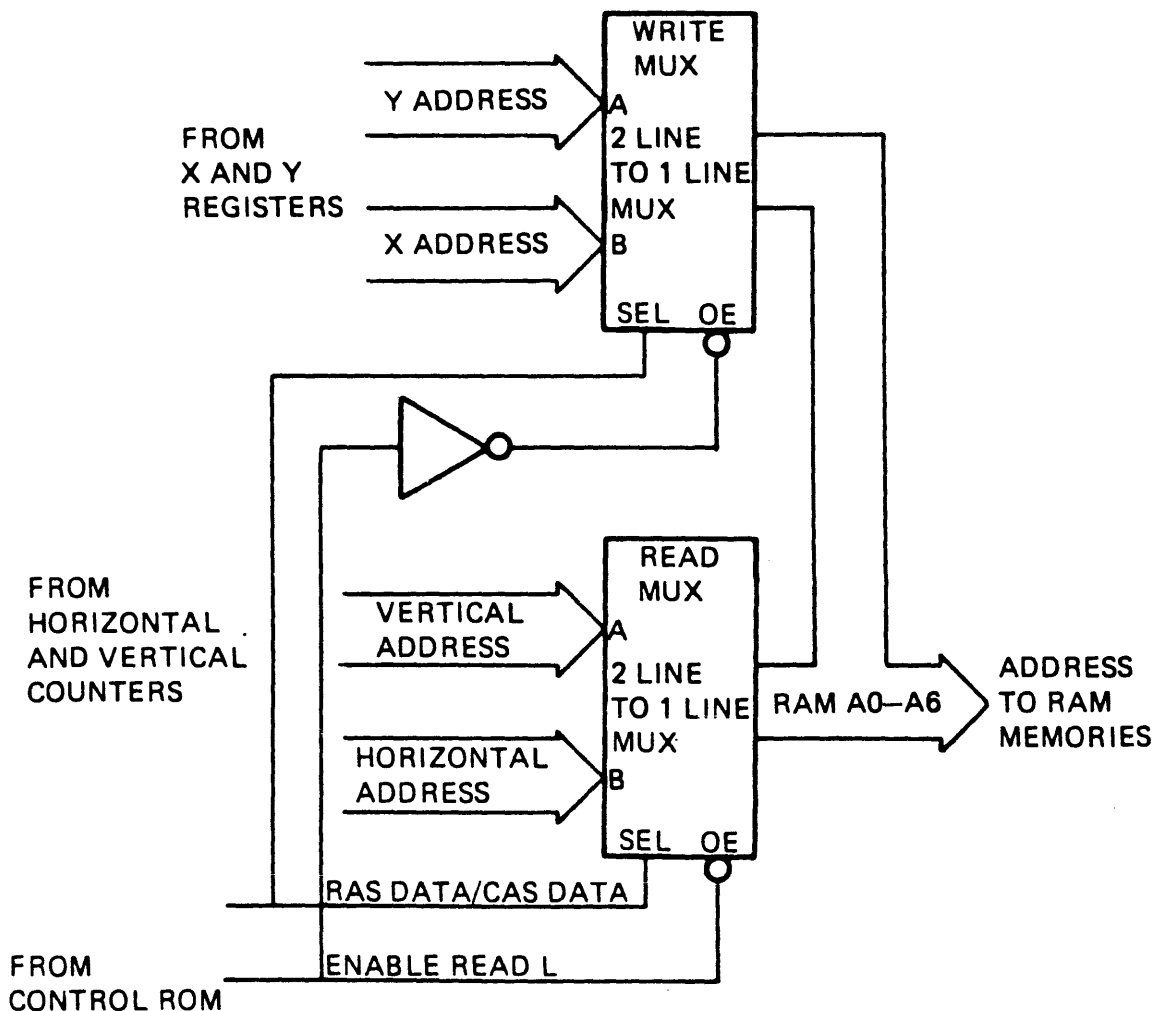 WRITE
MUX
Y ADDRESS
A
FROM
X AND Y
REGISTERS
2 LINE
TO 1 LINE
MUX
X ADDRESS
B
SEL OE
READ
MUX
FROM
HORIZONTAL
AND VERTICAL
COUNTERS
VERTICAL
ADDRESS
A
2 LINE
TO 1 LINE
MUX
RAM A0–A6
ADDRESS
TO RAM
MEMORIES
HORIZONTAL
ADDRESS
B
SEL OE
RAS DATA/CAS DATA
ENABLE READ L
FROM
CONTROL ROM